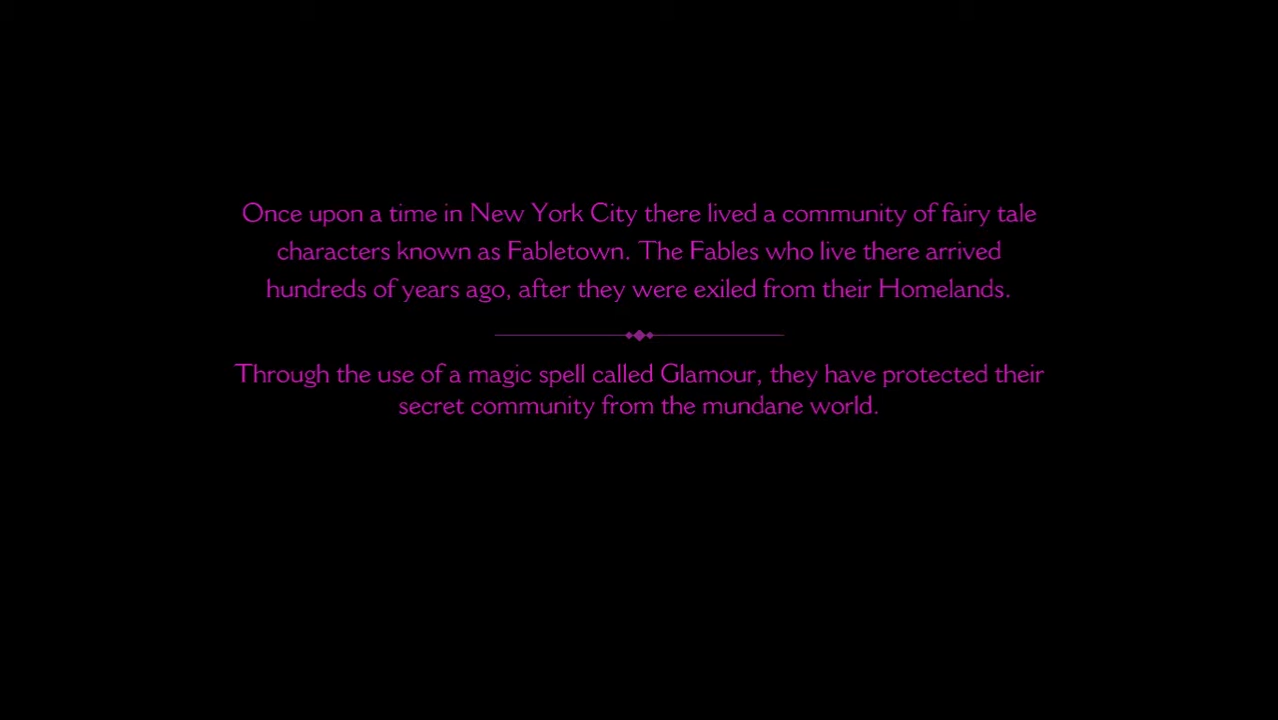 Once upon a time in New York City there lived a community of fairy tale
characters known as Fabletown. The Fables who live there arrived
hundreds of years ago, after they were exiled from their Homelands.
Through the use of a magic spell called Glamour, they have protected their
secret community from the mundane world.